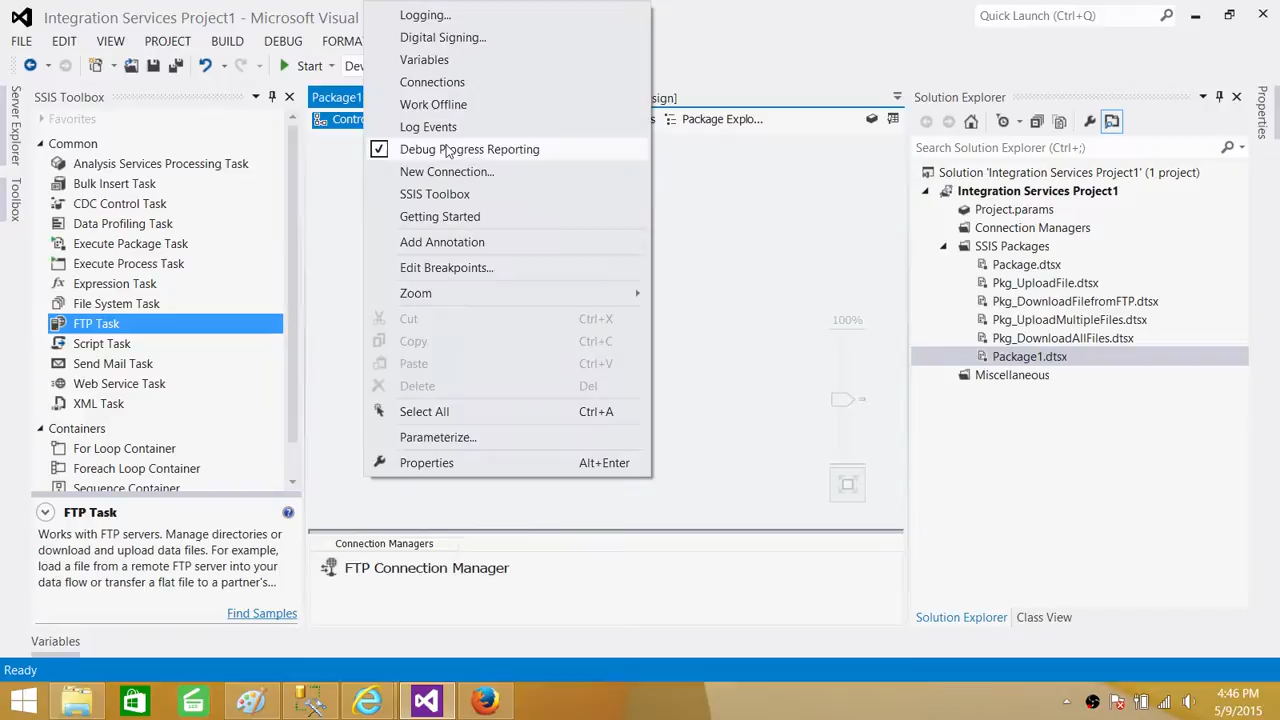 Integration Services Project1 - Microsoft Visual
Quick Launch (Ctrl+Q)
FILE EDIT VIEW PROJECT BUILD DEBUG FORMA
Start
SSIS Toolbox
Favorites
Common
Analysis Services Processing Task
Bulk Insert Task
CDC Control Task
Data Profiling Task
Execute Package Task
Execute Process Task
Expression Task
File System Task
FTP Task
Script Task
Send Mail Task
Web Service Task
XML Task
Containers
For Loop Container
Foreach Loop Container
Sequence Container
FTP Task
Works with FTP servers. Manage directories or
download and upload data files. For example,
load a file from a remote FTP server into your
data flow or transfer a flat file to a partner's...
Find Samples
Variables
Ready
Server Explorer
Toolbox
Package1
sign]
Contro
Package Explo...
Logging...
Digital Signing...
Variables
Connections
Work Offline
Log Events
Debug Progress Reporting
New Connection...
SSIS Toolbox
Getting Started
Add Annotation
Edit Breakpoints...
Zoom
Cut Ctrl+X
Copy Ctrl+C
Paste Ctrl+V
Delete Del
Select All Ctrl+A
Parameterize...
Properties Alt+Enter
100%
Connection Managers
FTP Connection Manager
Solution Explorer
Search Solution Explorer (Ctrl+;)
Solution 'Integration Services Project1' (1 project)
Integration Services Project1
Project.params
Connection Managers
SSIS Packages
Package.dtsx
Pkg_UploadFile.dtsx
Pkg_DownloadFilefromFTP.dtsx
Pkg_UploadMultipleFiles.dtsx
Pkg_DownloadAllFiles.dtsx
Package1.dtsx
Miscellaneous
Solution Explorer Class View
Properties
4:46 PM
5/9/2015